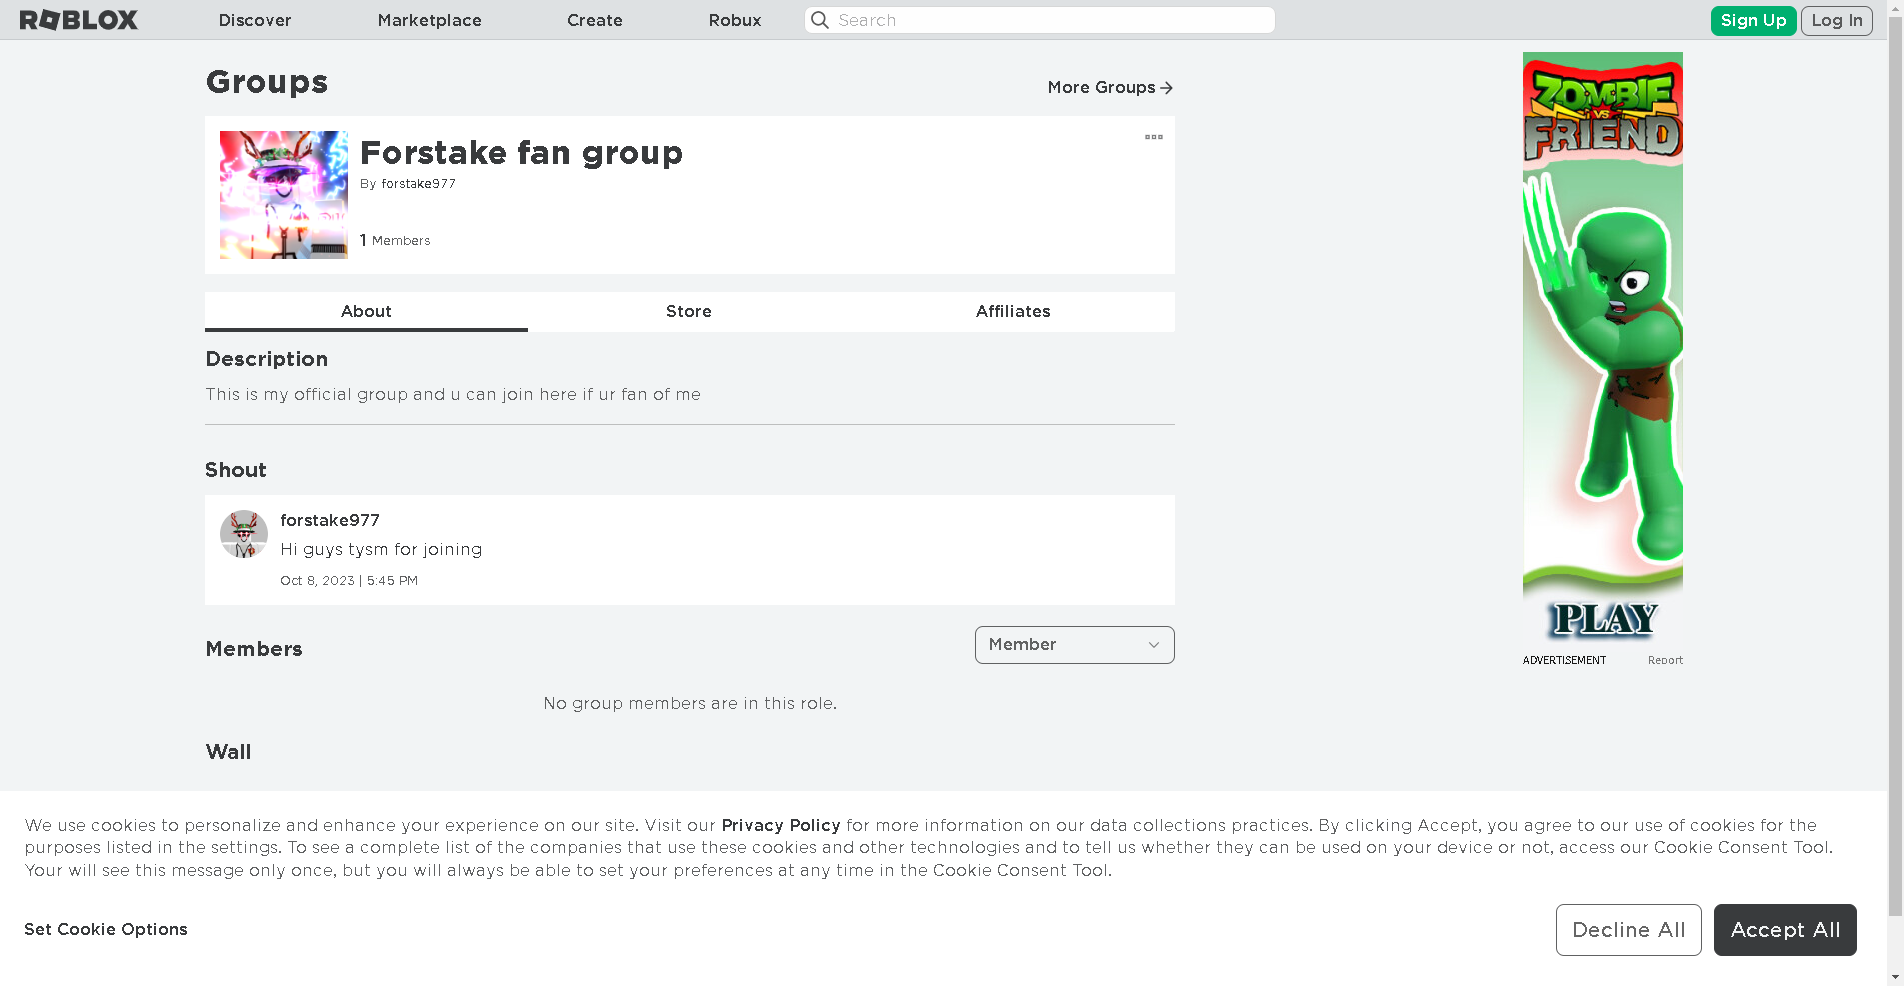 ROBLOX Discover Marketplace Create Robux Search Sign Up Log In
Groups
More Groups
Forstake fan group
By forstake977
1 Members
About Store Affiliates
Description
This is my official group and u can join here if ur fan of me
Shout
forstake977
Hi guys tysm for joining
Oct 8, 2023 | 5:45 PM
Members
Member
No group members are in this role.
Wall
ZOMBIE
VS
FRIEND
PLAY
ADVERTISEMENT Report
We use cookies to personalize and enhance your experience on our site. Visit our Privacy Policy for more information on our data collections practices. By clicking Accept, you agree to our use of cookies for the
purposes listed in the settings. To see a complete list of the companies that use these cookies and other technologies and to tell us whether they can be used on your device or not, access our Cookie Consent Tool.
Your will see this message only once, but you will always be able to set your preferences at any time in the Cookie Consent Tool.
Set Cookie Options
Decline All Accept All